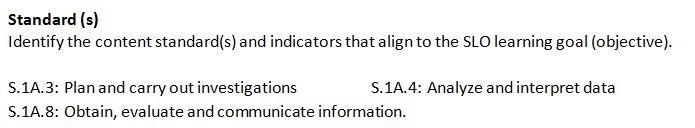 Standard (s)
Identify the content standard(s) and indicators that align to the SLO learning goal (objective).
S.1A.3: Plan and carry out investigations S.1A.4: Analyze and interpret data
S.1A.8: Obtain, evaluate and communicate information.